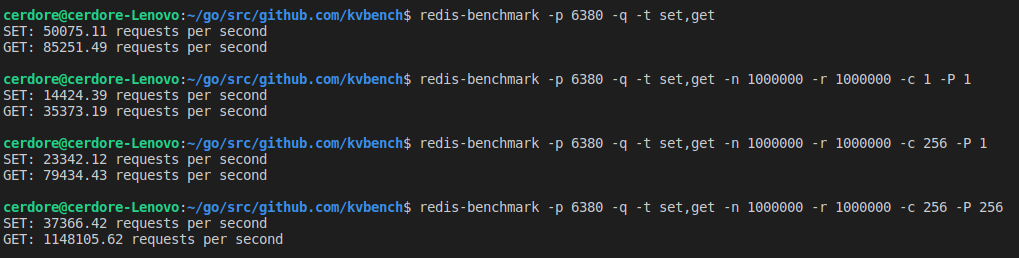 cerdore@cerdore-Lenovo:~/go/src/github.com/kvbench$ redis-benchmark -p 6380 -q -t set,get
SET: 50075.11 requests per second
GET: 85251.49 requests per second
cerdore@cerdore-Lenovo:~/go/src/github.com/kvbench$ redis-benchmark -p 6380 -q -t set,get -n 1000000 -r 1000000 -c 1 -P 1
SET: 14424.39 requests per second
GET: 35373.19 requests per second
cerdore@cerdore-Lenovo:~/go/src/github.com/kvbench$ redis-benchmark -p 6380 -q -t set,get -n 1000000 -r 1000000 -c 256 -P 1
SET: 23342.12 requests per second
GET: 79434.43 requests per second
cerdore@cerdore-Lenovo:~/go/src/github.com/kvbench$ redis-benchmark -p 6380 -q -t set,get -n 1000000 -r 1000000 -c 256 -P 256
SET: 37366.42 requests per second
GET: 1148105.62 requests per second